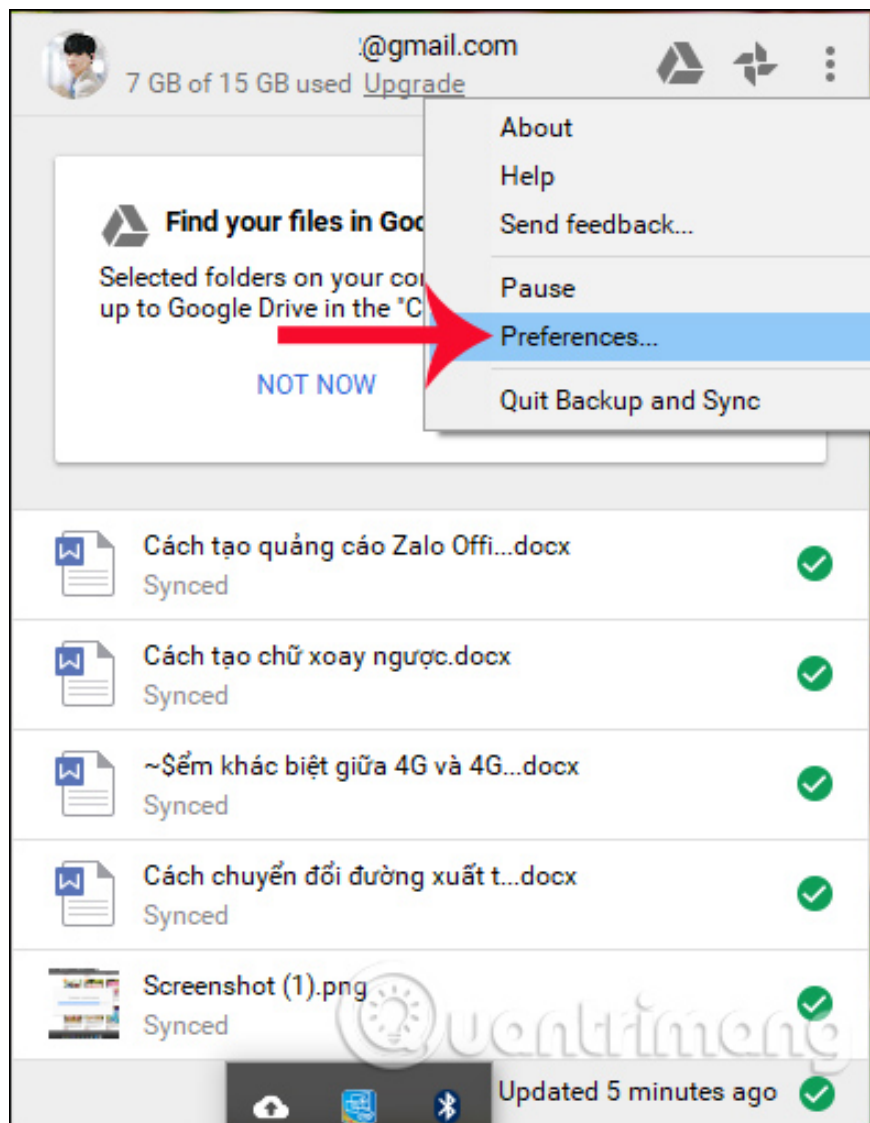 @gmail.com
7 GB of 15 GB used Upgrade
About
Help
Send feedback...
Pause
Preferences...
Quit Backup and Sync
Find your files in Goo
Selected folders on your con
up to Google Drive in the "C
NOT NOW
Cách tạo quảng cáo Zalo Offi...docx
Synced
Cách tạo chữ xoay ngược.docx
Synced
~$ểm khác biệt giữa 4G và 4G...docx
Synced
Cách chuyển đổi đường xuất t...docx
Synced
Screenshot (1).png
Synced
Quantrimang
Updated 5 minutes ago